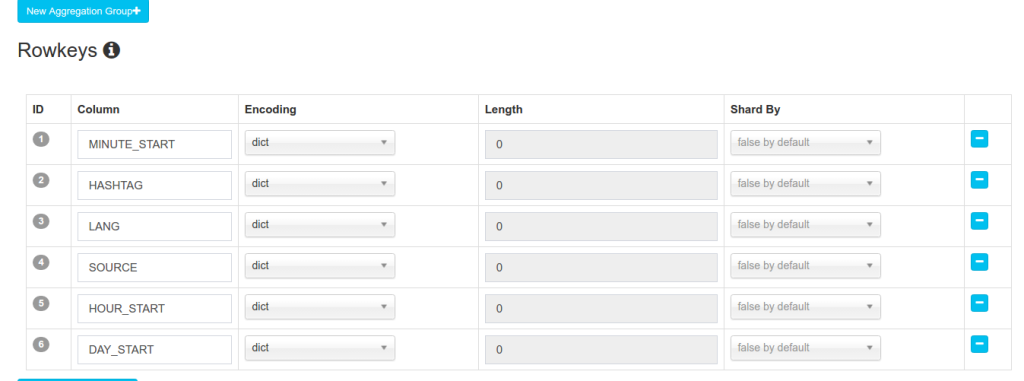 New Aggregation Group+
Rowkeys
ID Column Encoding Length Shard By
1 MINUTE_START dict 0 false by default
2 HASHTAG dict 0 false by default
3 LANG dict 0 false by default
4 SOURCE dict 0 false by default
5 HOUR_START dict 0 false by default
6 DAY_START dict 0 false by default